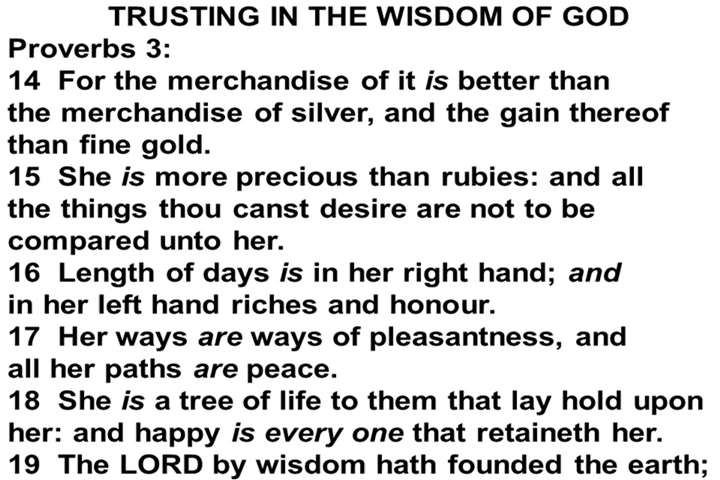 TRUSTING IN THE WISDOM OF GOD
Proverbs 3:
14 For the merchandise of it is better than
the merchandise of silver, and the gain thereof
than fine gold.
15 She is more precious than rubies: and all
the things thou canst desire are not to be
compared unto her.
16 Length of days is in her right hand; and
in her left hand riches and honour.
17 Her ways are ways of pleasantness, and
all her paths are peace.
18 She is a tree of life to them that lay hold upon
her: and happy is every one that retaineth her.
19 The LORD by wisdom hath founded the earth;